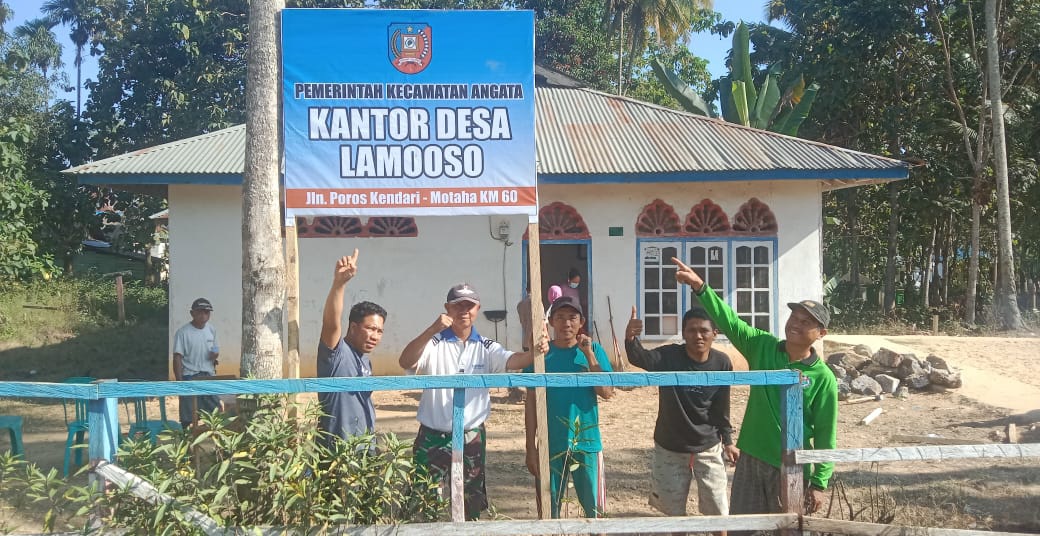 PEMERINTAH KECAMATAN ANGATA
KANTOR DESA
LAMOOSO
Jln. Poros Kendari - Motaha KM 60